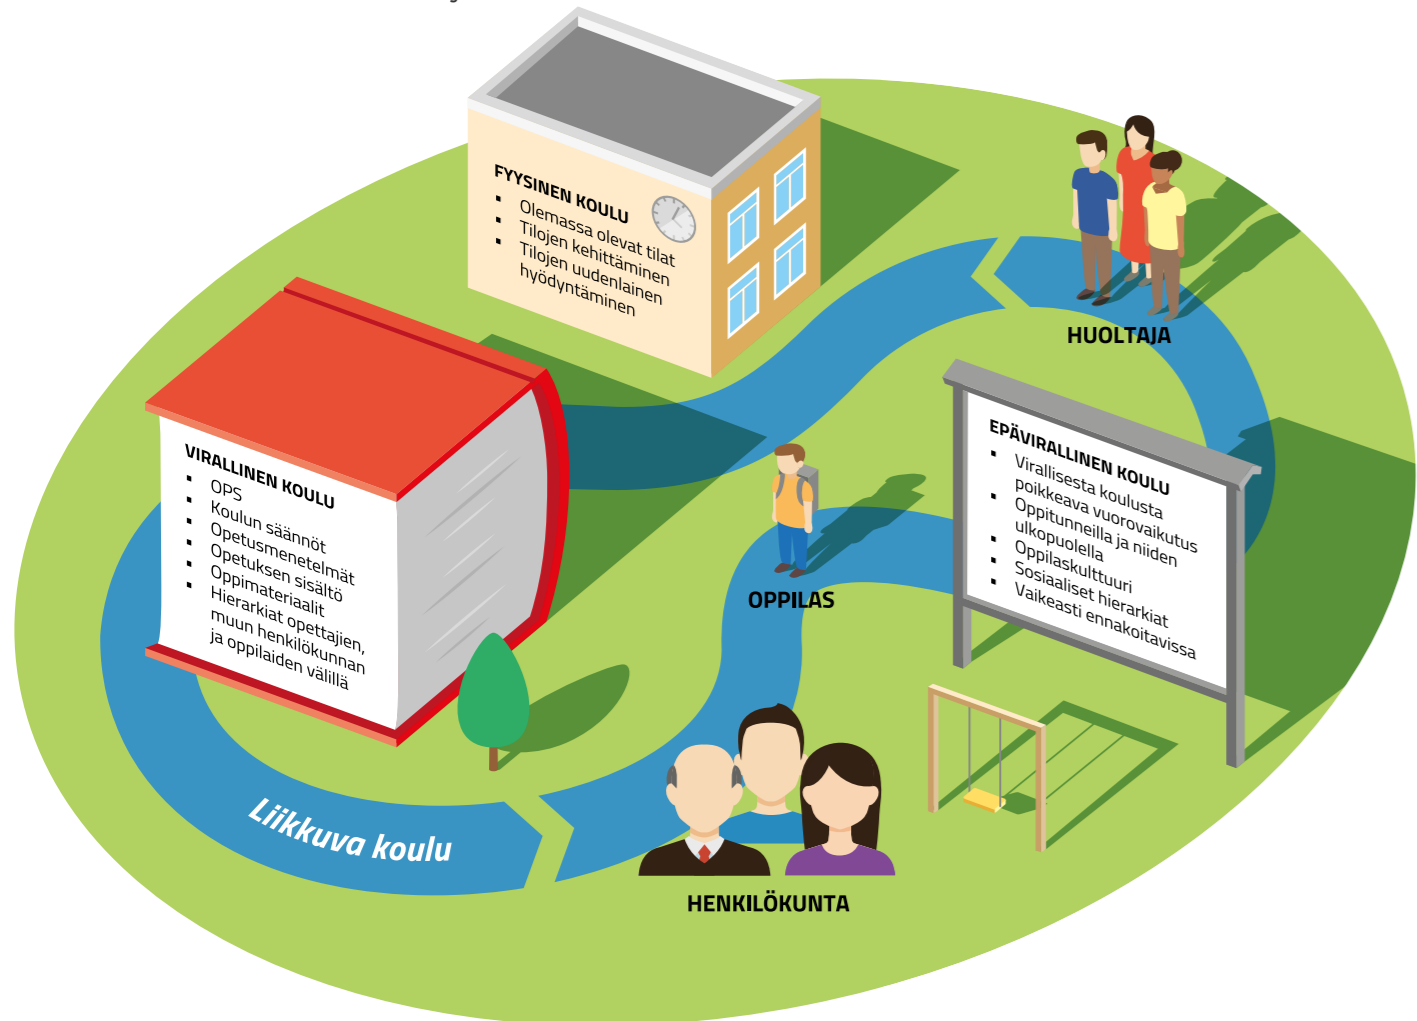 FYYSINEN KOULU
▪ Olemassa olevat tilat
▪ Tilojen kehittäminen
▪ Tilojen uudenlainen
hyödyntäminen
HUOLTAJA
VIRALLINEN KOULU
▪ OPS
▪ Koulun säännöt
▪ Opetusmenetelmät
▪ Opetuksen sisältö
▪ Oppimateriaalit
▪ Hierarkiat opettajien,
muun henkilökunnan
ja oppilaiden välillä
EPÄVIRALLINEN KOULU
▪ Virallisesta koulusta
poikkeava vuorovaikutus
▪ Oppitunneilla ja niiden
ulkopuolella
▪ Oppilaskulttuuri
▪ Sosiaaliset hierarkiat
▪ Vaikeasti ennakoitavissa
OPPILAS
Liikkuva koulu
HENKILÖKUNTA